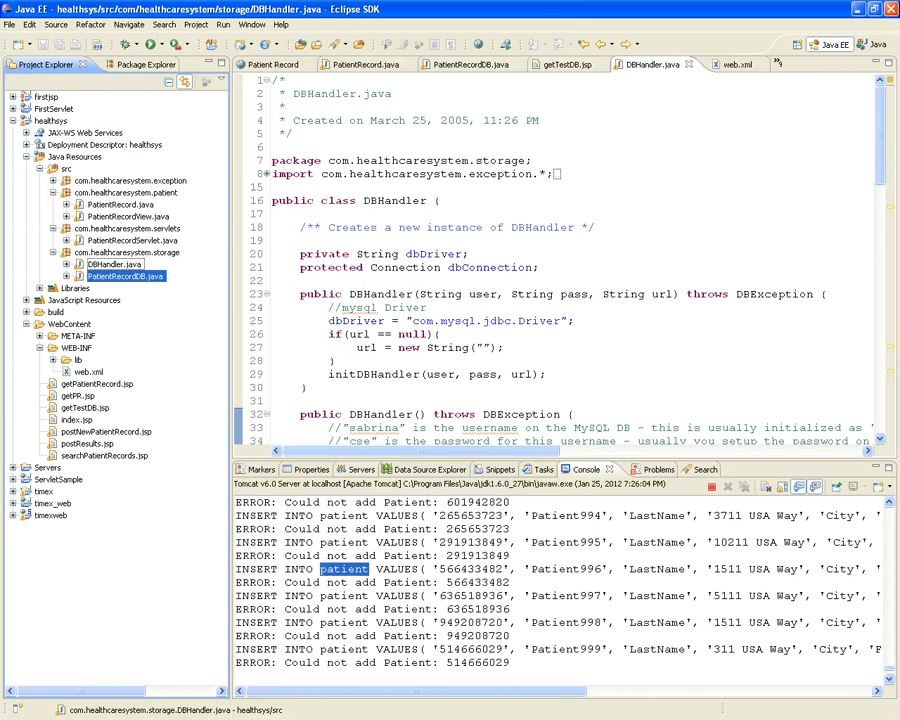 Java EE - healthsys/src/com/healthcaresystem/storage/DBHandler.java - Eclipse SDK
File Edit Source Refactor Navigate Search Project Run Window Help
Java EE Java
Project Explorer Package Explorer
Patient Record PatientRecord.java PatientRecordDB.java getTestDB.jsp DBHandler.java web.xml
firstjsp
FirstServlet
healthsys
JAX-WS Web Services
Deployment Descriptor: healthsys
Java Resources
src
com.healthcaresystem.exception
com.healthcaresystem.patient
PatientRecord.java
PatientRecordView.java
com.healthcaresystem.servlets
PatientRecordServlet.java
com.healthcaresystem.storage
DBHandler.java
PatientRecordDB.java
Libraries
JavaScript Resources
build
WebContent
META-INF
WEB-INF
lib
web.xml
getPatientRecord.jsp
getPR.jsp
getTestDB.jsp
index.jsp
postNewPatientRecord.jsp
postResults.jsp
searchPatientRecords.jsp
Servers
ServletSample
timex
timex_web
timexweb
1 /*
2 * DBHandler.java
3 *
4 * Created on March 25, 2005, 11:26 PM
5 */
6
7 package com.healthcaresystem.storage;
8 import com.healthcaresystem.exception.*;
15
16 public class DBHandler {
17
18 /** Creates a new instance of DBHandler */
19
20 private String dbDriver;
21 protected Connection dbConnection;
22
23 public DBHandler(String user, String pass, String url) throws DBException {
24 //mysql Driver
25 dbDriver = "com.mysql.jdbc.Driver";
26 if(url == null){
27 url = new String("");
28 }
29 initDBHandler(user, pass, url);
30 }
31
32 public DBHandler() throws DBException {
33 //"sabrina" is the username on the MySQL DB - this is usually initialized as '
34 //"cse" is the password for this username - usually you setup the password on
Markers Properties Servers Data Source Explorer Snippets Tasks Console Problems Search
Tomcat v6.0 Server at localhost [Apache Tomcat] C:\Program Files\Java\jdk1.6.0_27\bin\javaw.exe (Jan 25, 2012 7:26:04 PM)
ERROR: Could not add Patient: 601942820
INSERT INTO patient VALUES( '265653723', 'Patient994', 'LastName', '3711 USA Way', 'City', '
ERROR: Could not add Patient: 265653723
INSERT INTO patient VALUES( '291913849', 'Patient995', 'LastName', '10211 USA Way', 'City',
ERROR: Could not add Patient: 291913849
INSERT INTO patient VALUES( '566433482', 'Patient996', 'LastName', '1511 USA Way', 'City', '
ERROR: Could not add Patient: 566433482
INSERT INTO patient VALUES( '636518936', 'Patient997', 'LastName', '5111 USA Way', 'City', '
ERROR: Could not add Patient: 636518936
INSERT INTO patient VALUES( '949208720', 'Patient998', 'LastName', '1511 USA Way', 'City', '
ERROR: Could not add Patient: 949208720
INSERT INTO patient VALUES( '514666029', 'Patient999', 'LastName', '311 USA Way', 'City', 'F
ERROR: Could not add Patient: 514666029
com.healthcaresystem.storage.DBHandler.java - healthsys/src